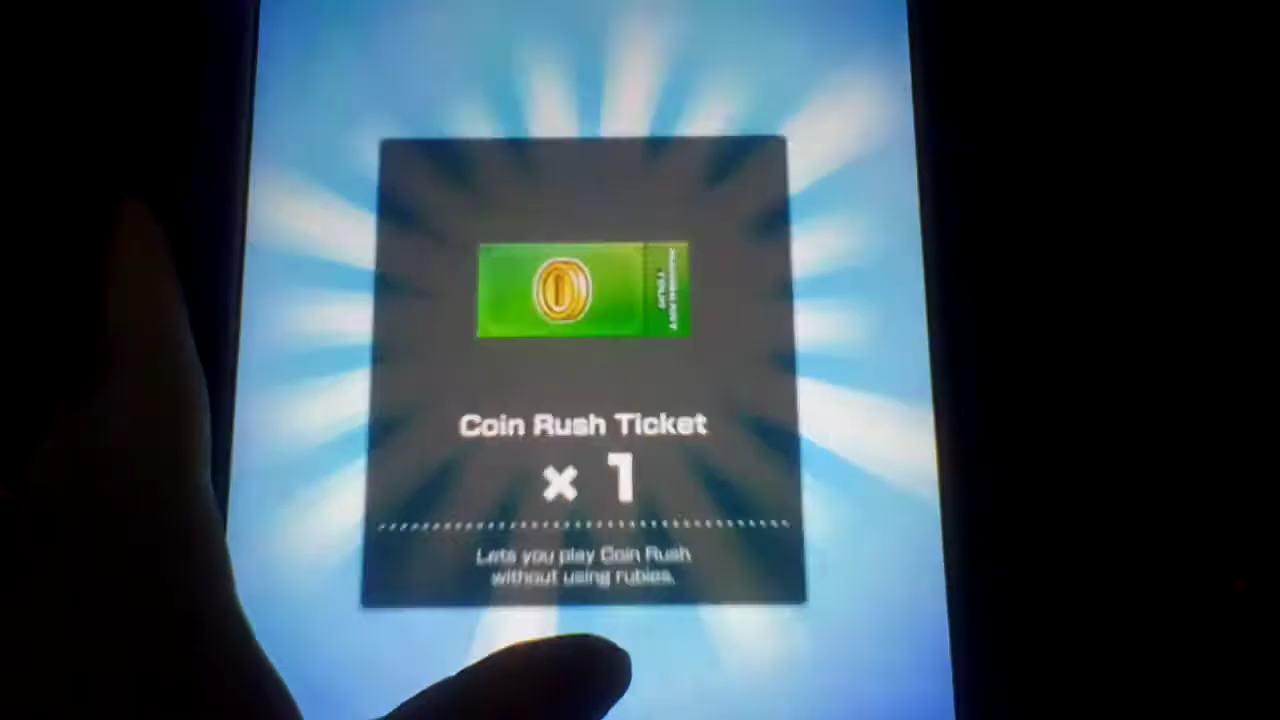 Coin Rush Ticket
× 1
Lets you play Coin Rush
without using rubies.